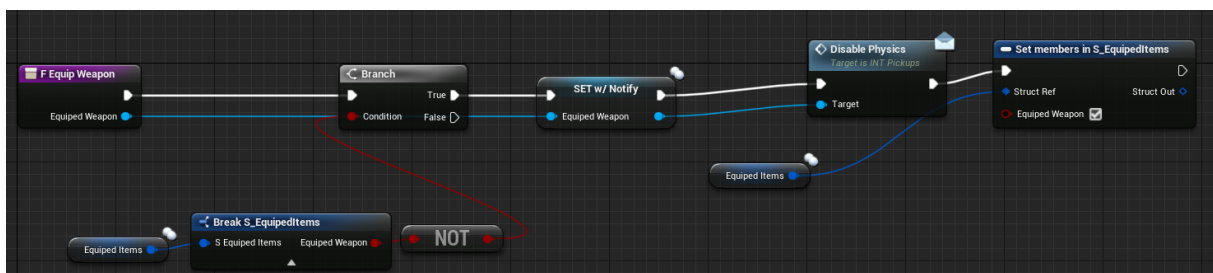 F Equip Weapon
Equiped Weapon
Branch
True
Condition
False
SET w/ Notify
Equiped Weapon
Disable Physics
Target is INT Pickups
Target
Set members in S_EquipedItems
Struct Ref
Struct Out
Equiped Weapon
Equiped Items
Equiped Items
Break S_EquipedItems
S Equiped Items
Equiped Weapon
NOT